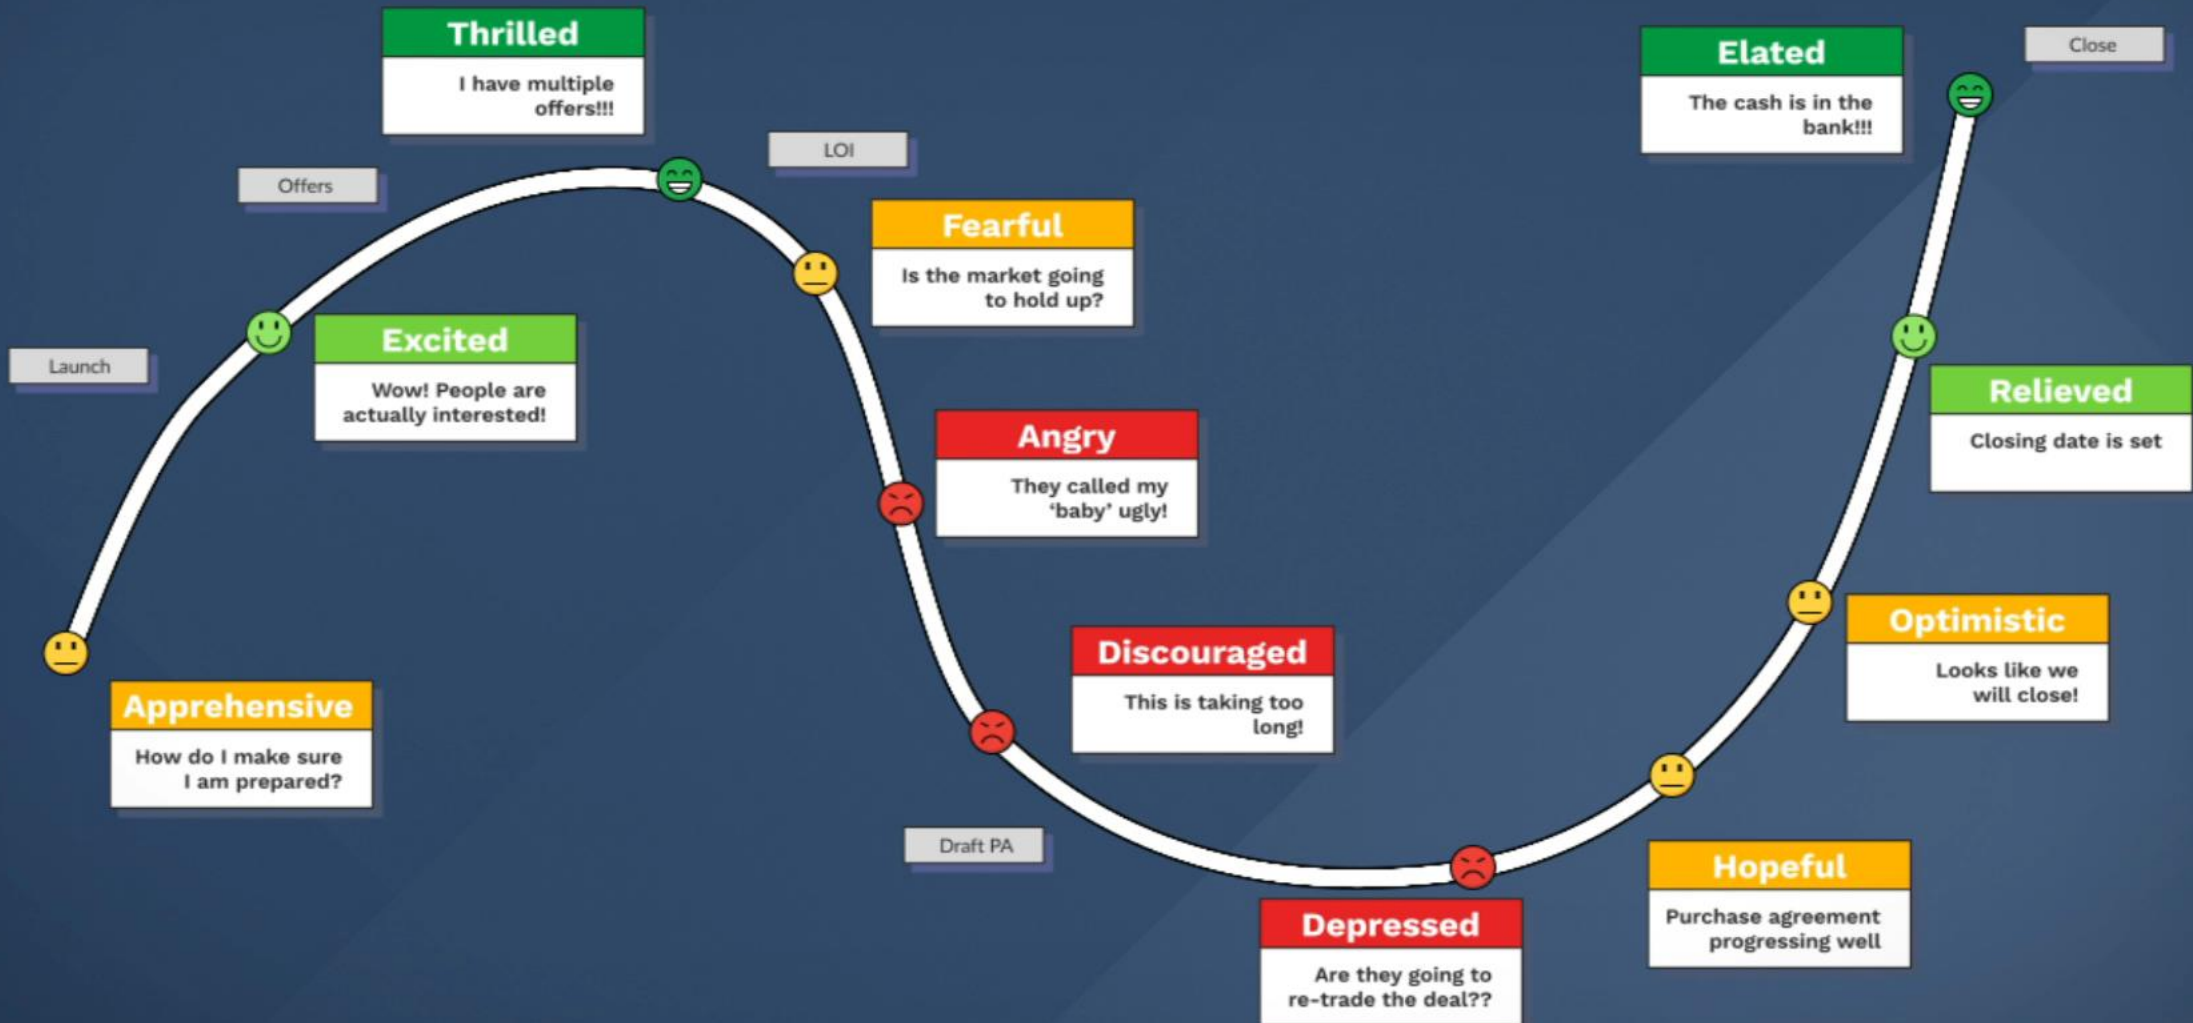 Apprehensive
How do I make sure
I am prepared?
Launch
Excited
Wow! People are
actually interested!
Offers
Thrilled
I have multiple
offers!!!
LOI
Fearful
Is the market going
to hold up?
Angry
They called my
‘baby’ ugly!
Discouraged
This is taking too
long!
Draft PA
Depressed
Are they going to
re-trade the deal??
Hopeful
Purchase agreement
progressing well
Optimistic
Looks like we
will close!
Relieved
Closing date is set
Elated
The cash is in the
bank!!!
Close